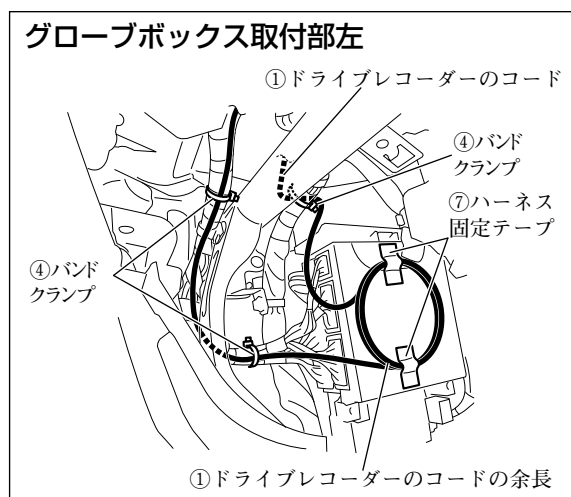 グローブボックス取付部左
①ドライブレコーダーのコード
④バンド
クランプ
⑦ハーネス
固定テープ
④バンド
クランプ
①ドライブレコーダーのコードの余長